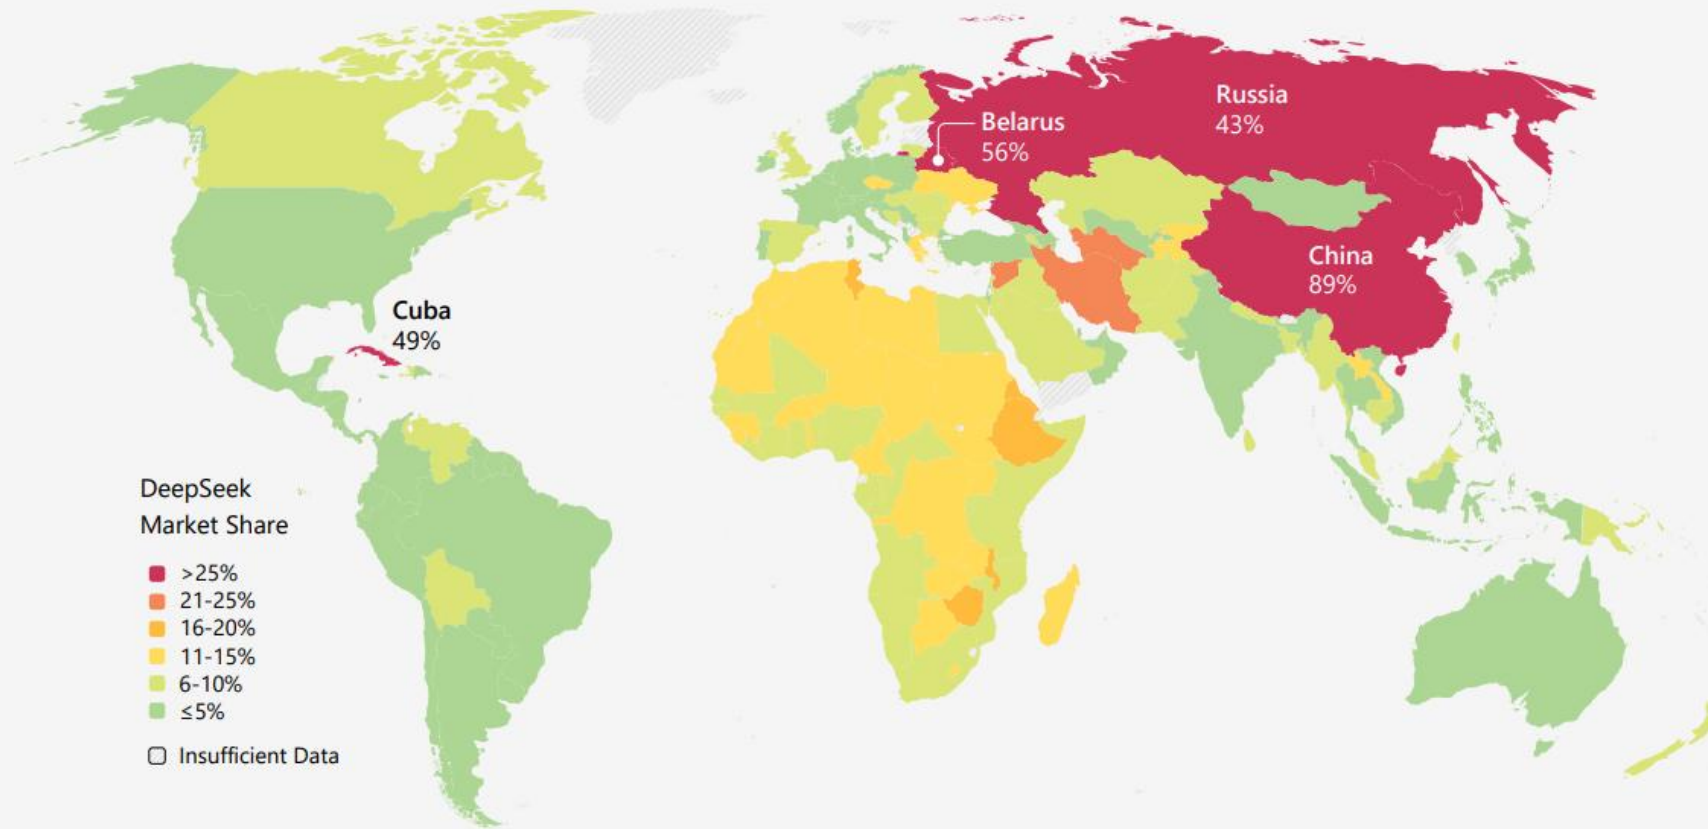 Russia
43%
Belarus
56%
China
89%
Cuba
49%
DeepSeek
Market Share
>25%
21-25%
16-20%
11-15%
6-10%
≤5%
Insufficient Data